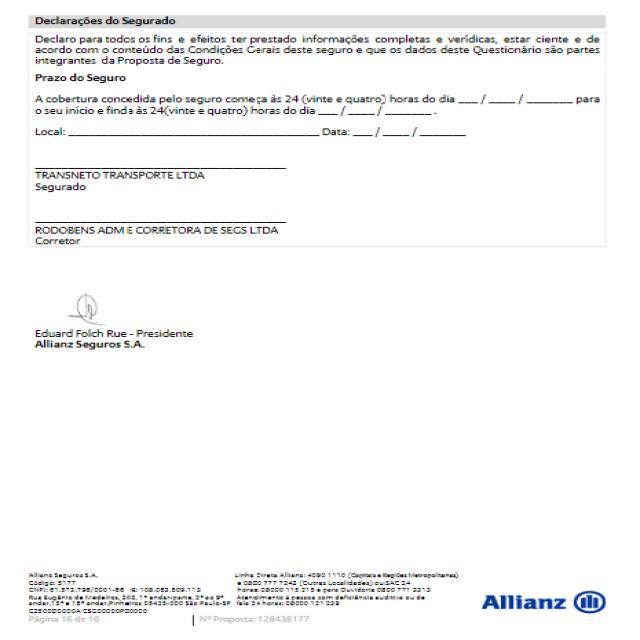 Declarações do Segurado
Declaro para todos os fins e efeitos ter prestado informações completas e verídicas, estar ciente e de
acordo com o conteúdo das Condições Gerais deste seguro e que os dados deste Questionário são partes
integrantes da Proposta de Seguro.
Prazo do Seguro
A cobertura concedida pelo seguro começa às 24 (vinte e quatro) horas do dia ___ / ____ / _______ para
o seu início e finda às 24(vinte e quatro) horas do dia ___ / ____ / _______ .
Local: ______________________________________ Data: ___ / ____ / _______
TRANSNETO TRANSPORTE LTDA
Segurado
RODOBENS ADM E CORRETORA DE SEGS LTDA
Corretor
Eduard Folch Rue - Presidente
Allianz Seguros S.A.
Allianz Seguros S.A.
Código: 5177
CNPJ: 61.573.796/0001-66 IE: 108.083.509.113
Rua Eugênio de Medeiros, 303, 1º andar-parte, 2º ao 9º
andar,15º e 16º andar,Pinheiros 05425-000 São Paulo-SP
Linha Direta Allianz: 4090 1110 (Capitais e Regiões Metropolitanas)
e 0800 777 7243 (Outras Localidades) ou SAC 24
horas: 08000 115 215 e para Ouvidoria 0800 771 3313
Atendimento à pessoa com deficiência auditiva ou de
fala 24 horas: 08000 121 239
Página 16 de 16
Nº Proposta:128438177
Allianz